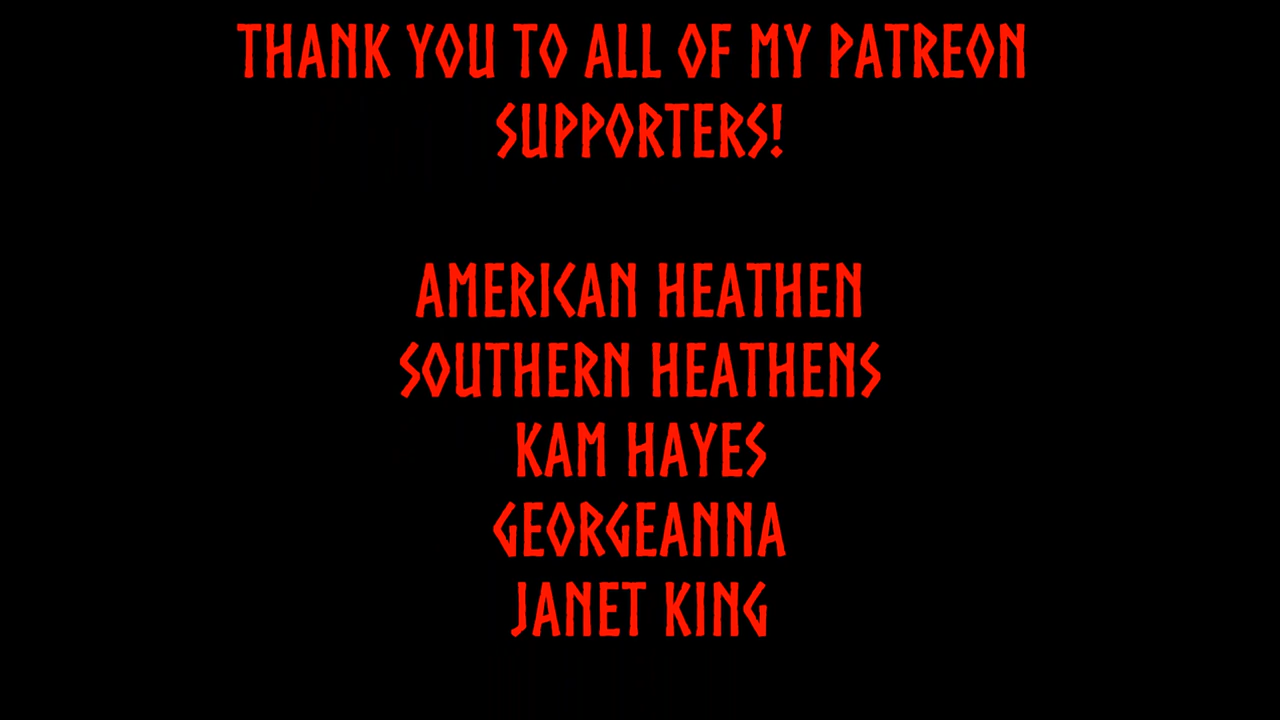 THANK YOU TO ALL OF MY PATREON
SUPPORTERS!
AMERICAN HEATHEN
SOUTHERN HEATHENS
KAM HAYES
GEORGEANNA
JANET KING